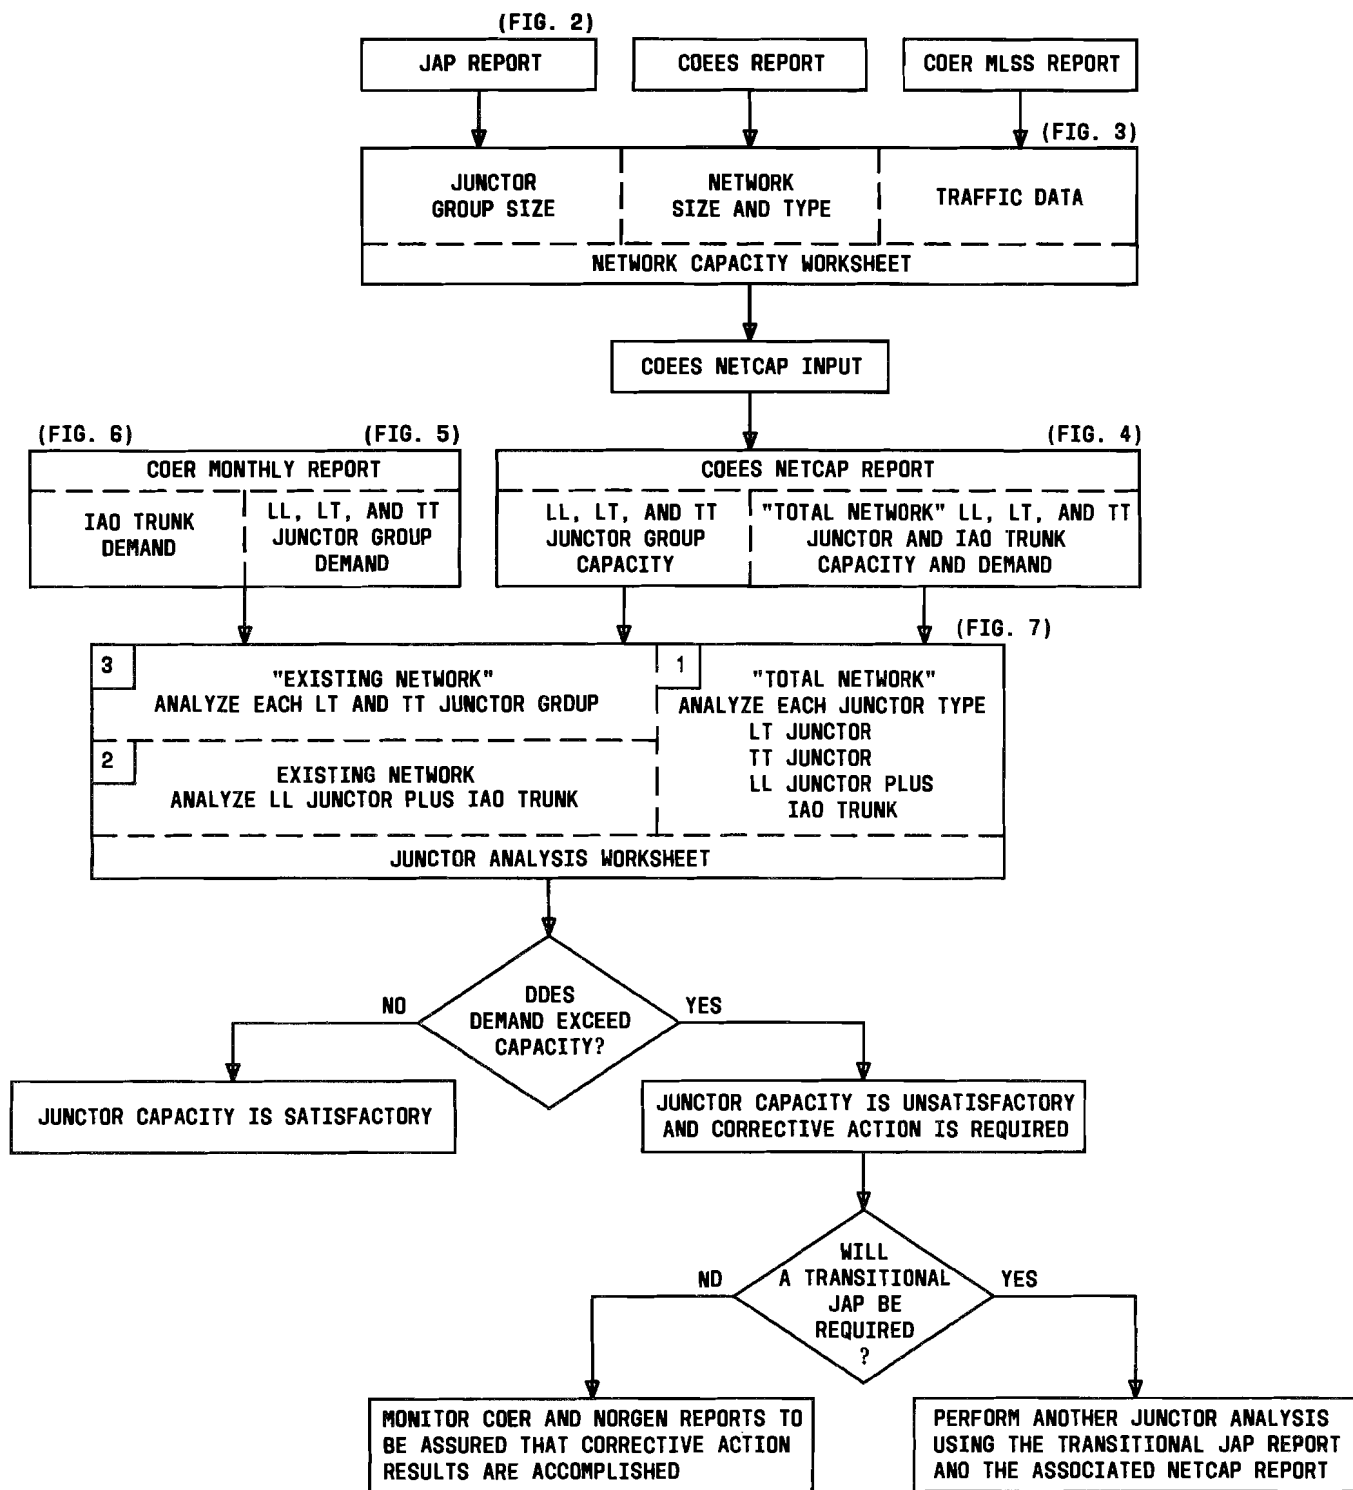 (FIG. 2)
JAP REPORT
COEES REPORT
COER MLSS REPORT
(FIG. 3)
JUNCTOR
GROUP SIZE
NETWORK
SIZE AND TYPE
TRAFFIC DATA
NETWORK CAPACITY WORKSHEET
COEES NETCAP INPUT
(FIG. 6)
(FIG. 5)
(FIG. 4)
COER MONTHLY REPORT
IAO TRUNK
DEMAND
LL, LT, AND TT
JUNCTOR GROUP
DEMAND
COEES NETCAP REPORT
LL, LT, AND TT
JUNCTOR GROUP
CAPACITY
"TOTAL NETWORK" LL, LT, AND TT
JUNCTOR AND IAO TRUNK
CAPACITY AND DEMAND
(FIG. 7)
3
"EXISTING NETWORK"
ANALYZE EACH LT AND TT JUNCTOR GRDUP
2
EXISTING NETWORK
ANALYZE LL JUNCTOR PLUS IAO TRUNK
1
"TOTAL NETWORK"
ANALYZE EACH JUNCTOR TYPE
LT JUNCTOR
TT JUNCTOR
LL JUNCTOR PLUS
IAO TRUNK
JUNCTOR ANALYSIS WORKSHEET
DDES
DEMAND EXCEED
CAPACITY?
NO
YES
JUNCTOR CAPACITY IS SATISFACTORY
JUNCTOR CAPACITY IS UNSATISFACTORY
AND CORRECTIVE ACTION IS REQUIRED
WILL
A TRANSITIONAL
JAP BE
REQUIRED
?
ND
YES
MONITOR COER AND NORGEN REPORTS TO
BE ASSURED THAT CORRECTIVE ACTION
RESULTS ARE ACCOMPLISHED
PERFORM ANOTHER JUNCTOR ANALYSIS
USING THE TRANSITIONAL JAP REPORT
ANO THE ASSOCIATED NETCAP REPORT